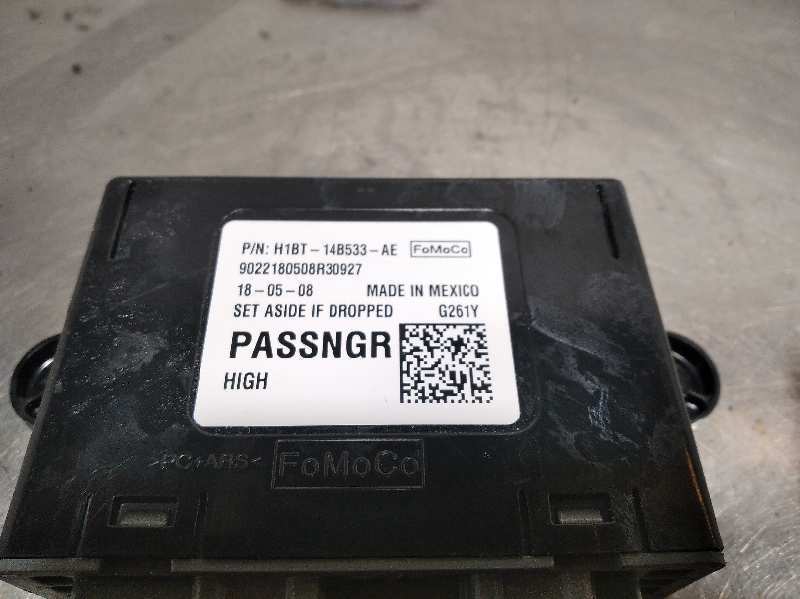 P/N: H1BT-14B533-AE FoMoCo
9022180508R30927
18-05-08 MADE IN MEXICO
SET ASIDE IF DROPPED G261Y
PASSNGR
HIGH
>PC+ABS<
FoMoCo